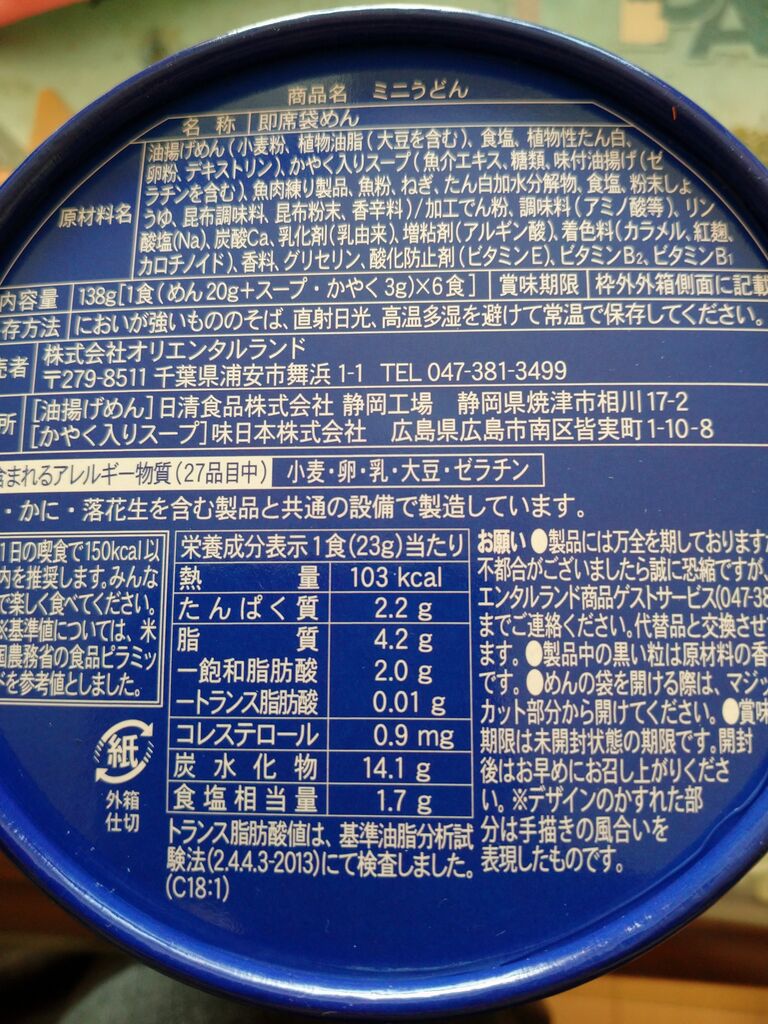 商品名 ミニうどん
名 称 即席袋めん
原材料名
油揚げめん(小麦粉、植物油脂(大豆を含む)、食塩、植物性たん白、
卵粉、デキストリン)、かやく入りスープ(魚介エキス、糖類、味付油揚げ(ゼ
ラチンを含む)、魚肉練り製品、魚粉、ねぎ、たん白加水分解物、食塩、粉末しょ
うゆ、昆布調味料、昆布粉末、香辛料)/加工でん粉、調味料(アミノ酸等)、リン
酸塩(Na)、炭酸Ca、乳化剤(乳由来)、増粘剤(アルギン酸)、着色料(カラメル、紅麹、
カロチノイド)、香料、グリセリン、酸化防止剤(ビタミンE)、ビタミンB₂、ビタミンB₁
内容量 138g[1食(めん20g+スープ・かやく3g)×6食] 賞味期限 枠外外箱側面に記載
存方法 においが強いもののそば、直射日光、高温多湿を避けて常温で保存してください。
売者 株式会社オリエンタルランド
〒279-8511 千葉県浦安市舞浜1-1 TEL 047-381-3499
所 [油揚げめん]日清食品株式会社 静岡工場 静岡県焼津市相川17-2
[かやく入りスープ]味日本株式会社 広島県広島市南区皆実町1-10-8
含まれるアレルギー物質(27品目中) 小麦・卵・乳・大豆・ゼラチン
・かに・落花生を含む製品と共通の設備で製造しています。
1日の喫食で150kcal以
内を推奨します。みんな
で楽しく食べてください。
※基準値については、米
国農務省の食品ピラミッ
ドを参考値としました。
紙
外箱
仕切
栄養成分表示1食(23g)当たり
熱量 103 kcal
たんぱく質 2.2 g
脂質 4.2 g
ー飽和脂肪酸 2.0 g
ートランス脂肪酸 0.01 g
コレステロール 0.9 mg
炭水化物 14.1 g
食塩相当量 1.7 g
トランス脂肪酸値は、基準油脂分析試
験法(2.4.4.3-2013)にて検査しました。
(C18:1)
お願い ●製品には万全を期しております
不都合がございましたら誠に恐縮ですが、
エンタルランド商品ゲストサービス(047-38
までご連絡ください。代替品と交換させ
ます。●製品中の黒い粒は原材料の香
です。●めんの袋を開ける際は、マジッ
カット部分から開けてください。●賞味
期限は未開封状態の期限です。開封
後はお早めにお召し上がりくださ
い。※デザインのかすれた部
分は手描きの風合いを
表現したものです。